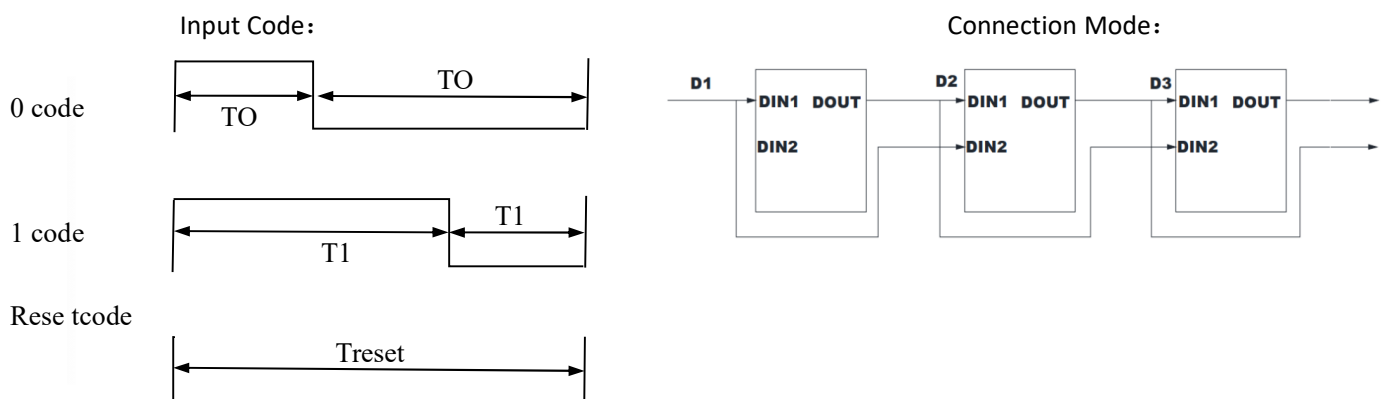 Input Code：
0 code
TO
TO
1 code
T1
T1
Rese tcode
Treset
Connection Mode：
D1
DIN1 DOUT
DIN2
D2
DIN1 DOUT
DIN2
D3
DIN1 DOUT
DIN2